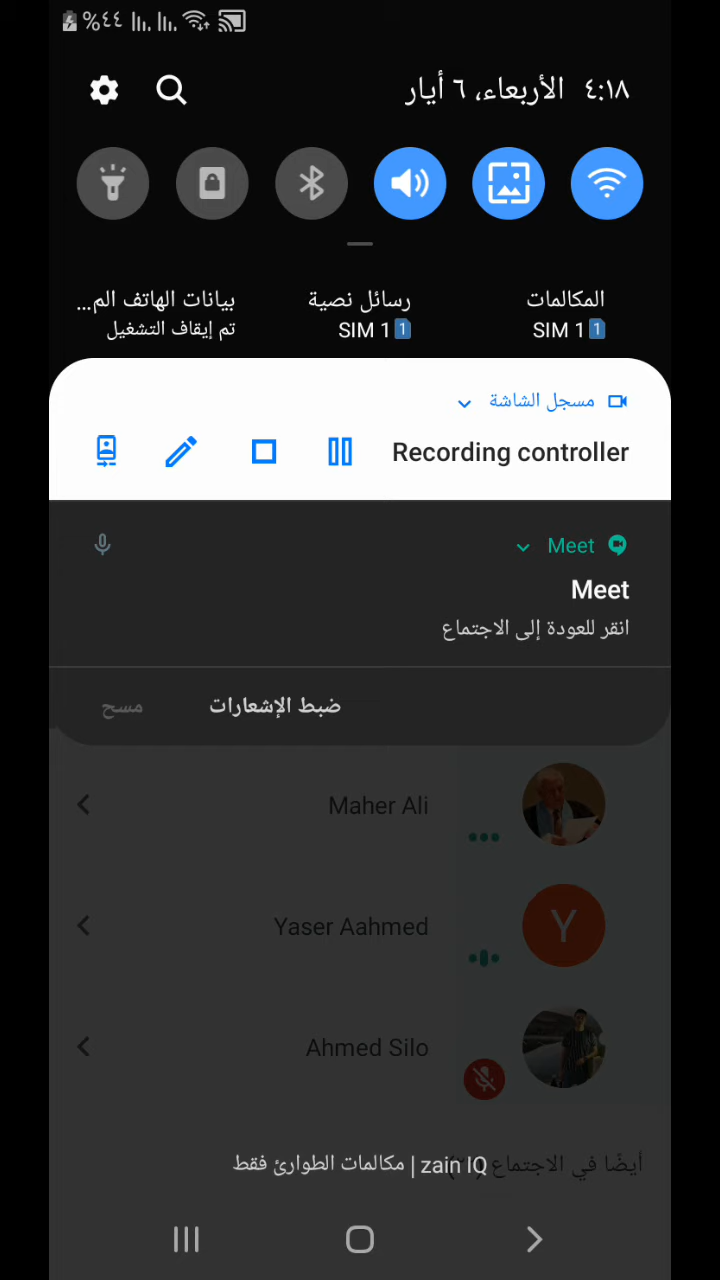 %٤٤
٤:١٨ الأربعاء، ٦ أيار
المكالمات
SIM 1 1
رسائل نصية
SIM 1 1
بيانات الهاتف الم...
تم إيقاف التشغيل
مسجل الشاشة
Recording controller
Meet
Meet
انقر للعودة إلى الاجتماع
ضبط الإشعارات
مسح
Maher Ali
Yaser Aahmed
Y
Ahmed Silo
أيضًا في الاجتماع
zain IQ | مكالمات الطوارئ فقط